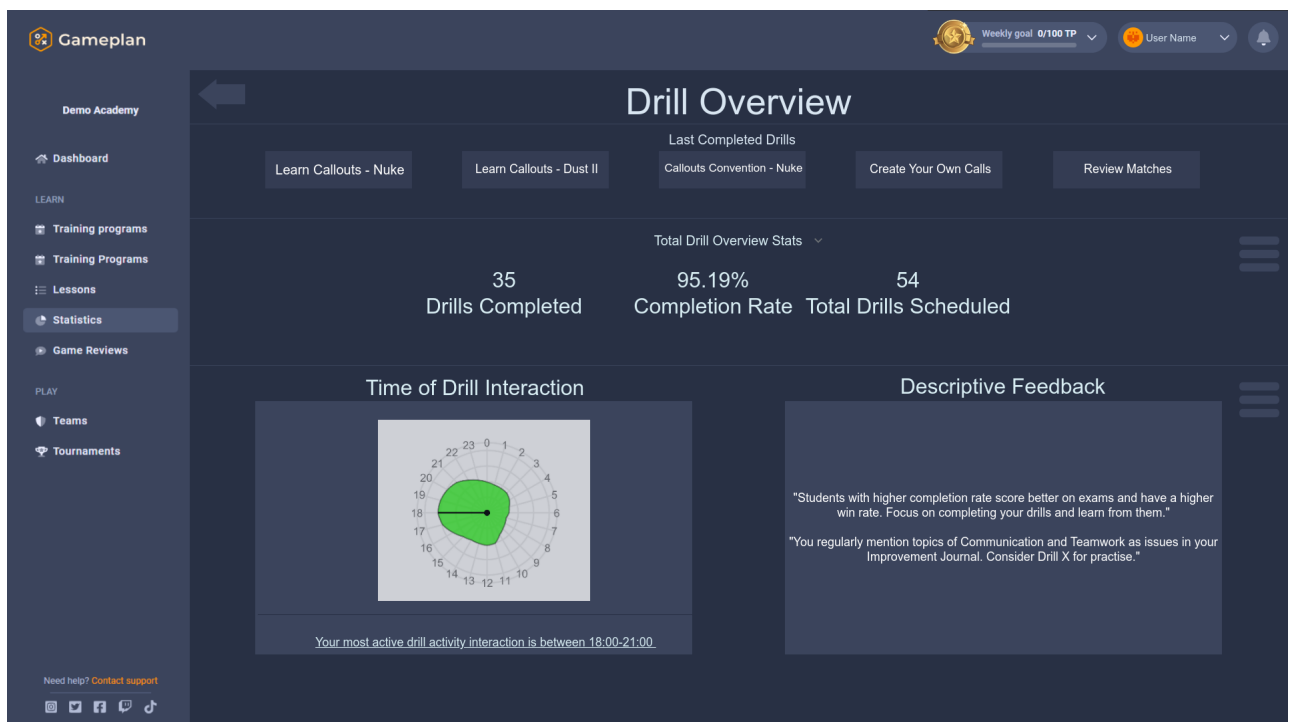 Gameplan
Weekly goal 0/100 TP
User Name
Demo Academy
Dashboard
LEARN
Training programs
Training Programs
Lessons
Statistics
Game Reviews
PLAY
Teams
Tournaments
Need help? Contact support
Drill Overview
Last Completed Drills
Learn Callouts - Nuke
Learn Callouts - Dust II
Callouts Convention - Nuke
Create Your Own Calls
Review Matches
Total Drill Overview Stats
35
Drills Completed
95.19%
Completion Rate
54
Total Drills Scheduled
Time of Drill Interaction
0
1
2
3
4
5
6
7
8
9
10
11
12
13
14
15
16
17
18
19
20
21
22
23
Your most active drill activity interaction is between 18:00-21:00
Descriptive Feedback
"Students with higher completion rate score better on exams and have a higher
win rate. Focus on completing your drills and learn from them."
"You regularly mention topics of Communication and Teamwork as issues in your
Improvement Journal. Consider Drill X for practise."